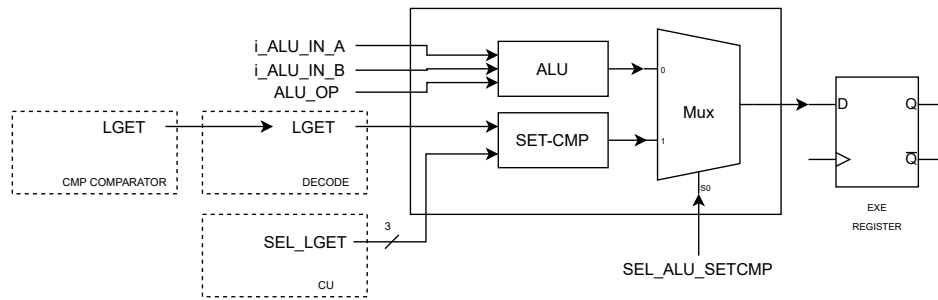 i_ALU_IN_A
i_ALU_IN_B
ALU_OP
ALU
0
Mux
D
Q
LGET
LGET
SET-CMP
1
CMP COMPARATOR
DECODE
S0
Q
EXE
REGISTER
3
SEL_LGET
CU
SEL_ALU_SETCMP